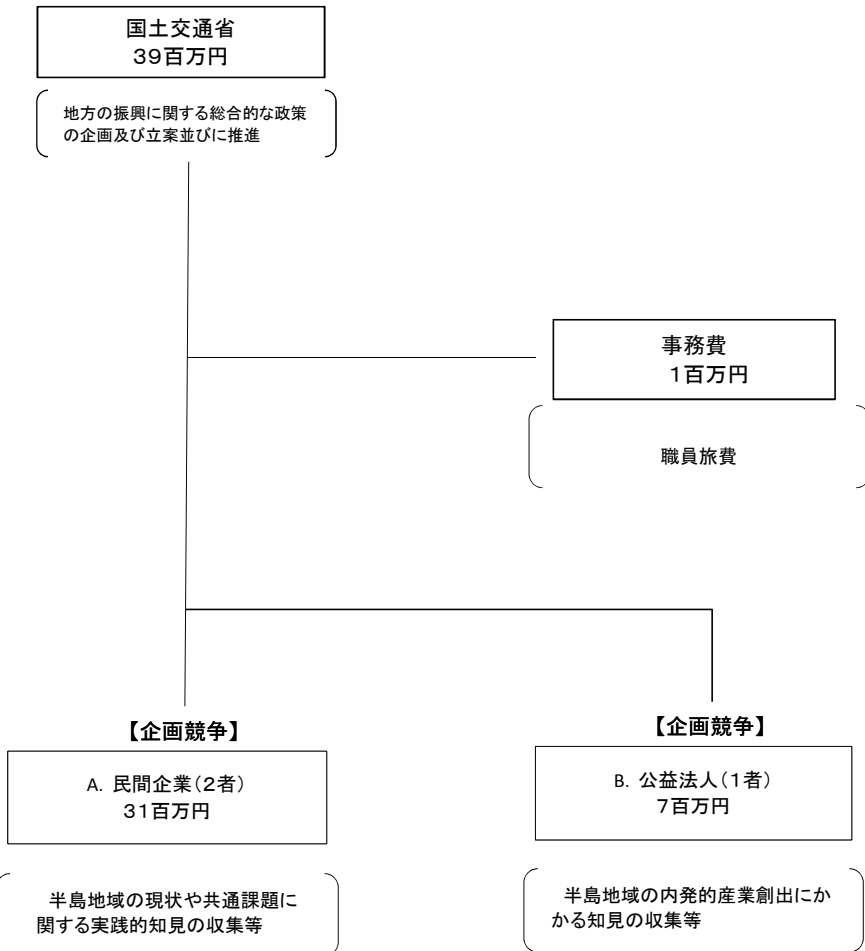 国土交通省
39百万円
地方の振興に関する総合的な政策
の企画及び立案並びに推進
事務費
1百万円
職員旅費
【企画競争】
A. 民間企業(2者)
31百万円
半島地域の現状や共通課題に
関する実践的知見の収集等
【企画競争】
B. 公益法人(1者)
7百万円
半島地域の内発的産業創出にか
かる知見の収集等